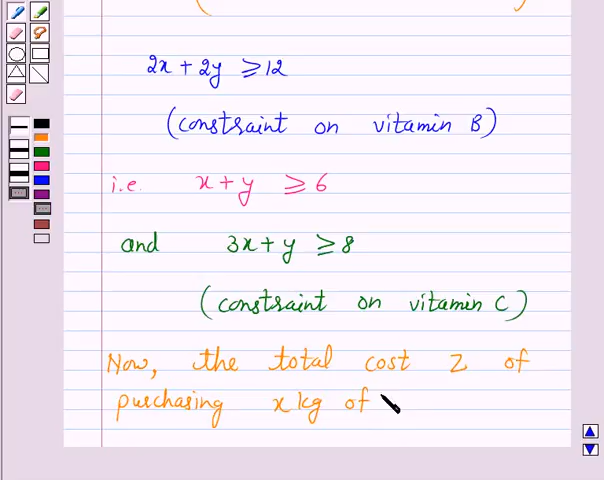 2x + 2y ≥ 12
(constraint on vitamin B)
i.e. x + y ≥ 6
and 3x + y ≥ 8
(constraint on vitamin C)
Now, the total cost Z of
purchasing x kg of